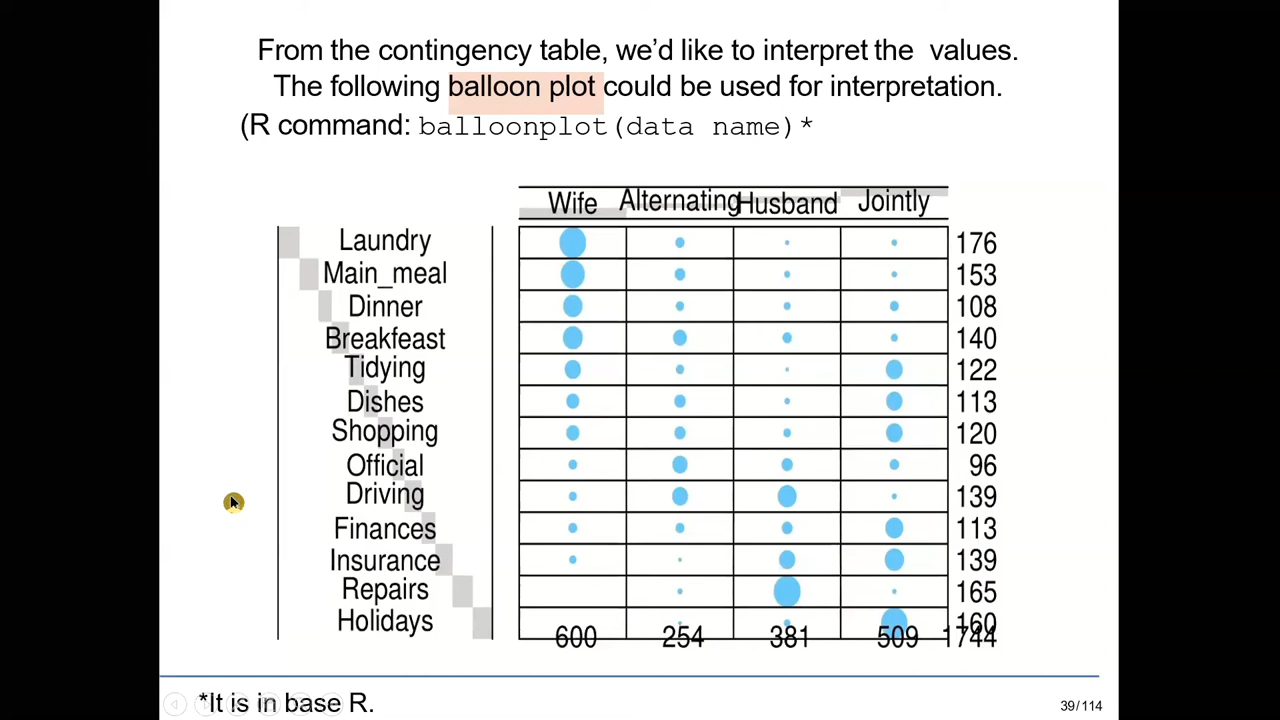 From the contingency table, we’d like to interpret the values.
The following balloon plot could be used for interpretation.
(R command: balloonplot(data name)*
Wife Alternating Husband Jointly
Laundry 176
Main_meal 153
Dinner 108
Breakfeast 140
Tidying 122
Dishes 113
Shopping 120
Official 96
Driving 139
Finances 113
Insurance 139
Repairs 165
Holidays 160
600 254 381 509 1744
*It is in base R.
39/114